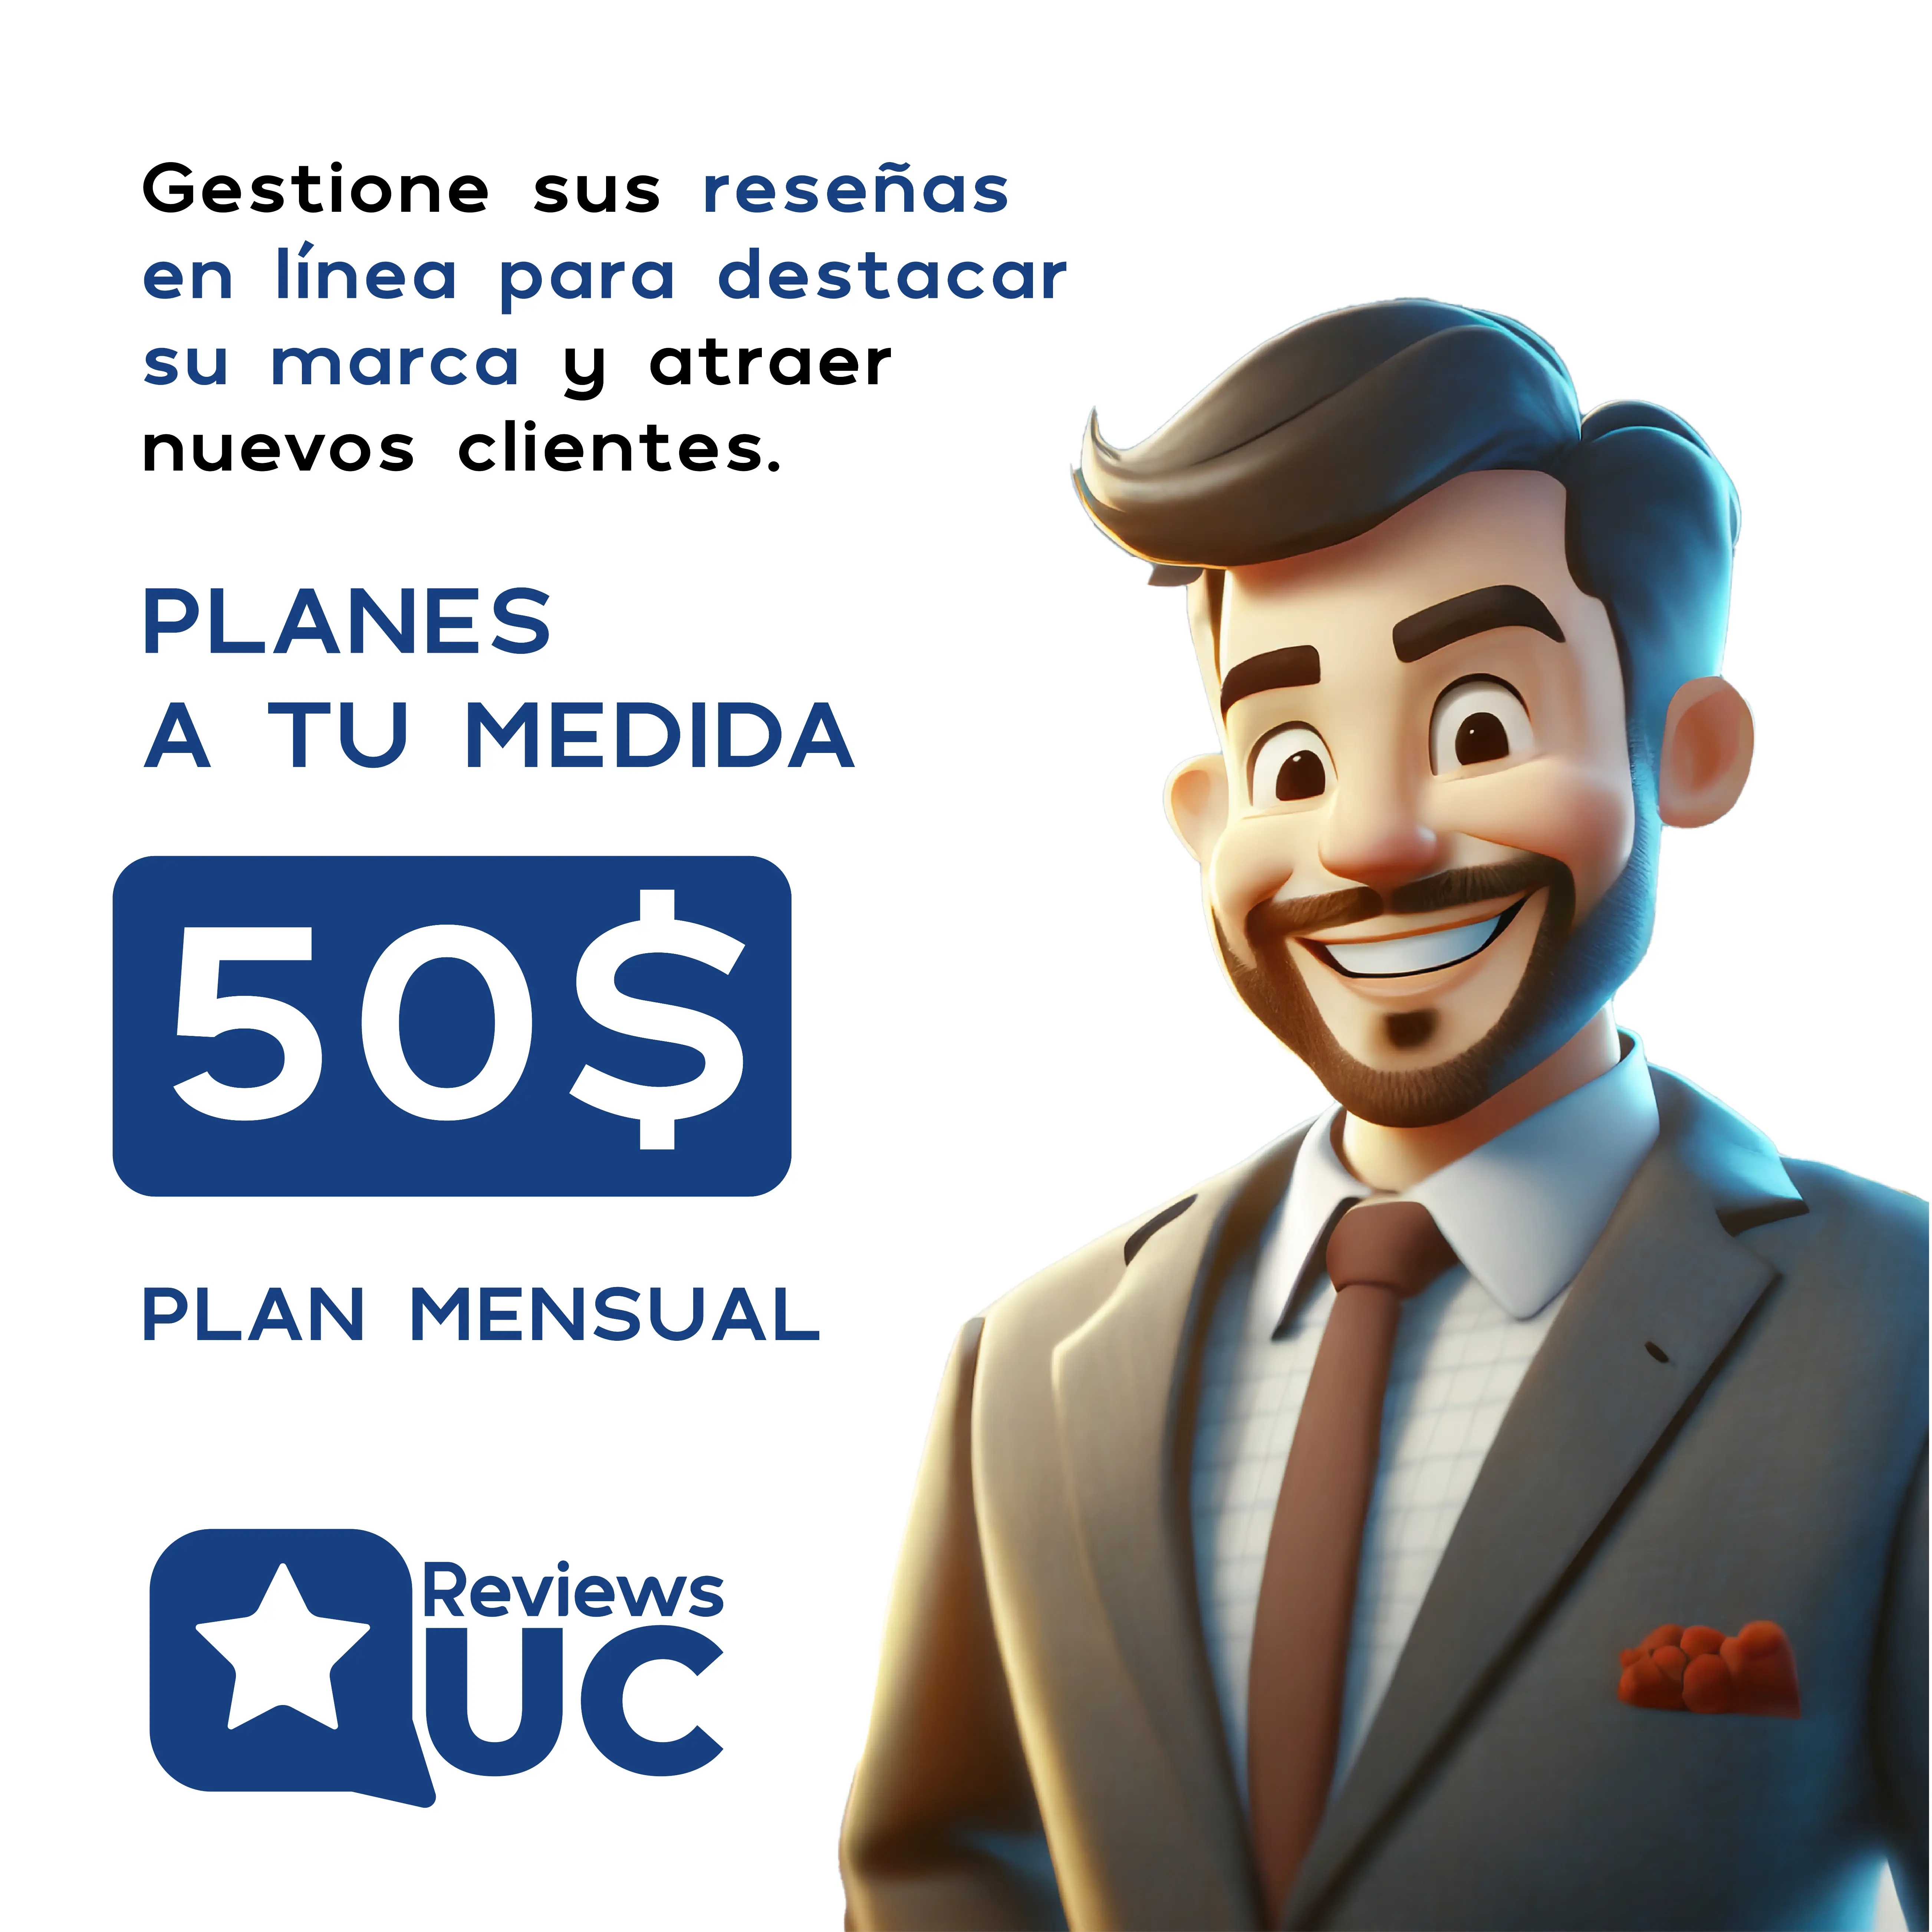 Gestione sus reseñas
en línea para destacar
su marca y atraer
nuevos clientes.
PLANES
A TU MEDIDA
50$
PLAN MENSUAL
Reviews
UC